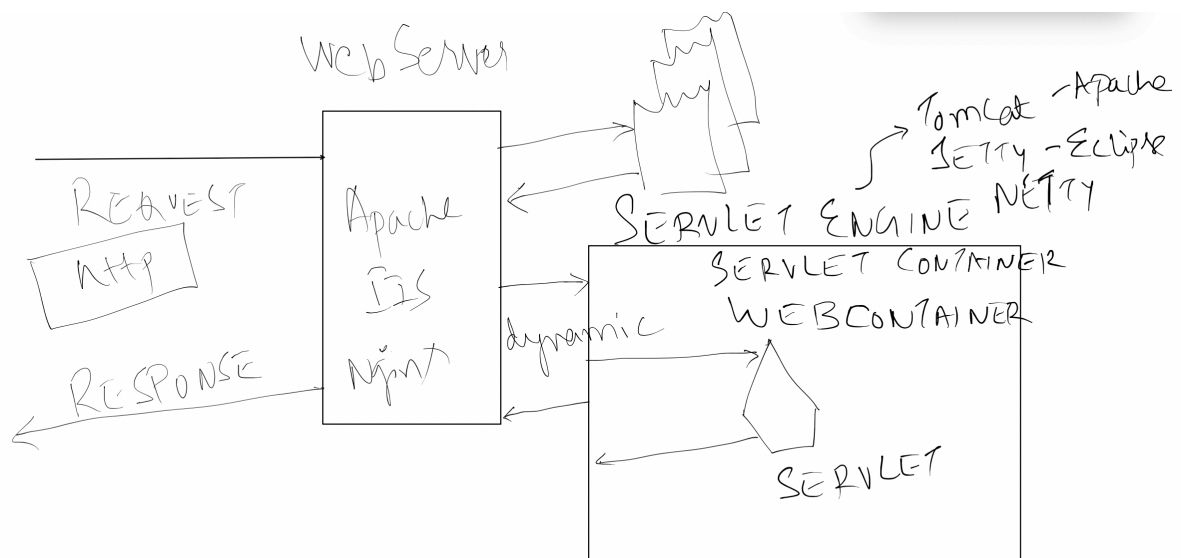 Web Server
Tomcat - Apache
JETTY - Eclipse
NETTY
REQUEST
http
Apache
IIS
Nginx
SERVLET ENGINE
SERVLET CONTAINER
WEBCONTAINER
dynamic
RESPONSE
SERVLET